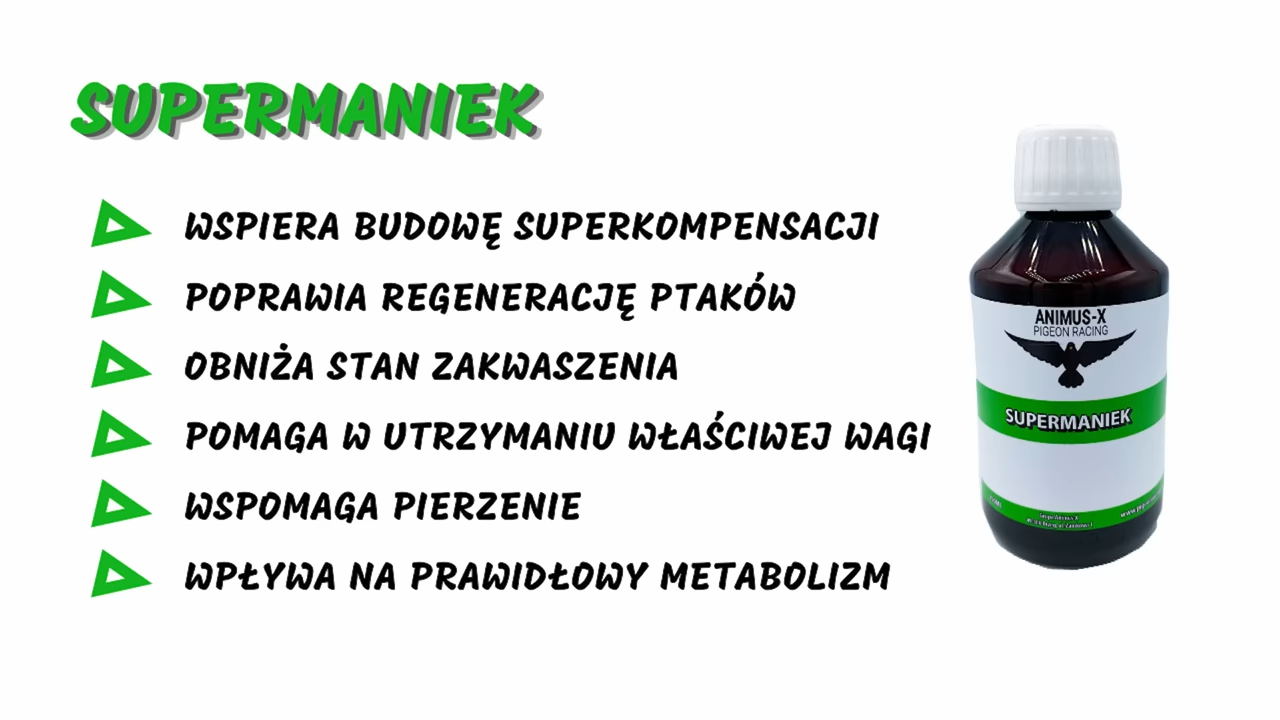 SUPERMANIEK
WSPIERA BUDOWĘ SUPERKOMPENSACJI
POPRAWIA REGENERACJĘ PTAKÓW
OBNIŻA STAN ZAKWASZENIA
POMAGA W UTRZYMANIU WŁAŚCIWEJ WAGI
WSPOMAGA PIERZENIE
WPŁYWA NA PRAWIDŁOWY METABOLIZM
ANIMUS-X
PIGEON RACING
SUPERMANIEK